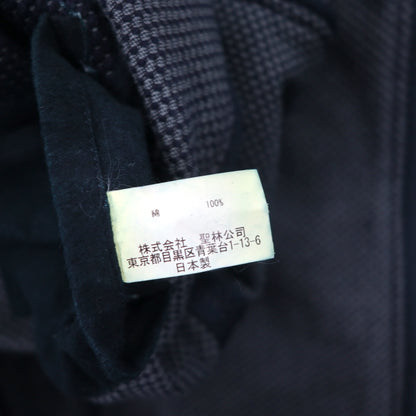 綿 100%
株式会社 聖林公司
東京都目黒区青葉台1-13-6
日本製